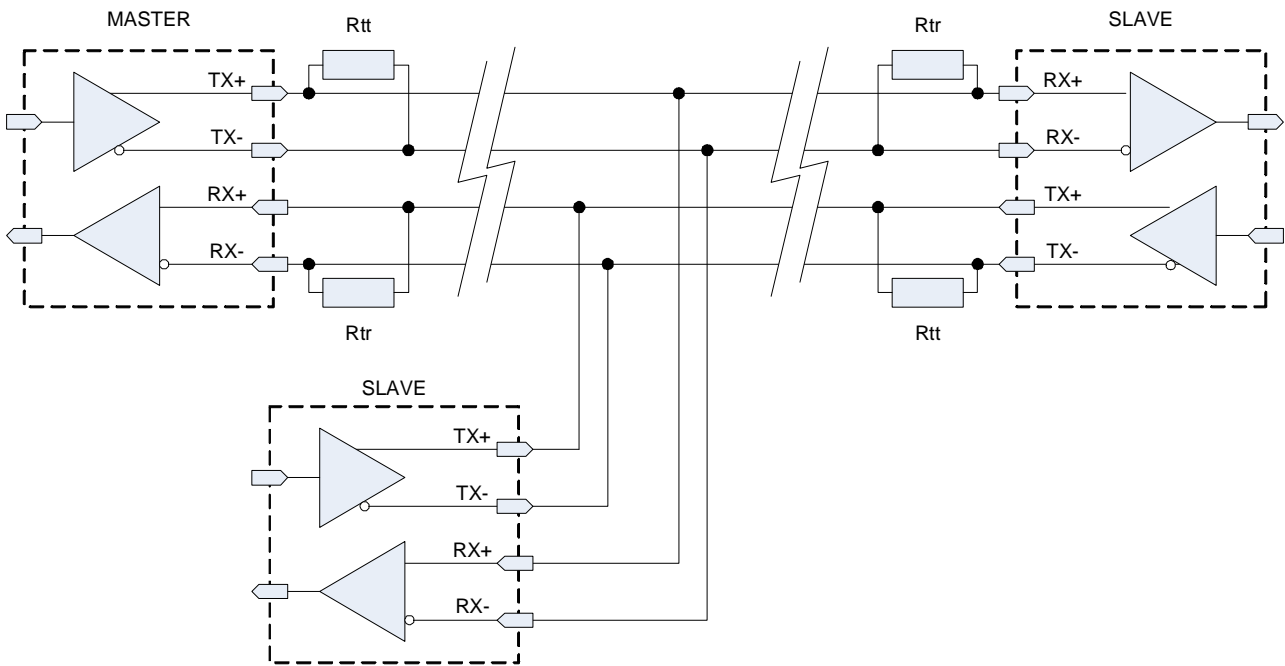 MASTER
Rtt
Rtr
SLAVE
TX+
RX+
TX-
RX-
RX+
TX+
RX-
TX-
Rtr
Rtt
SLAVE
TX+
TX-
RX+
RX-